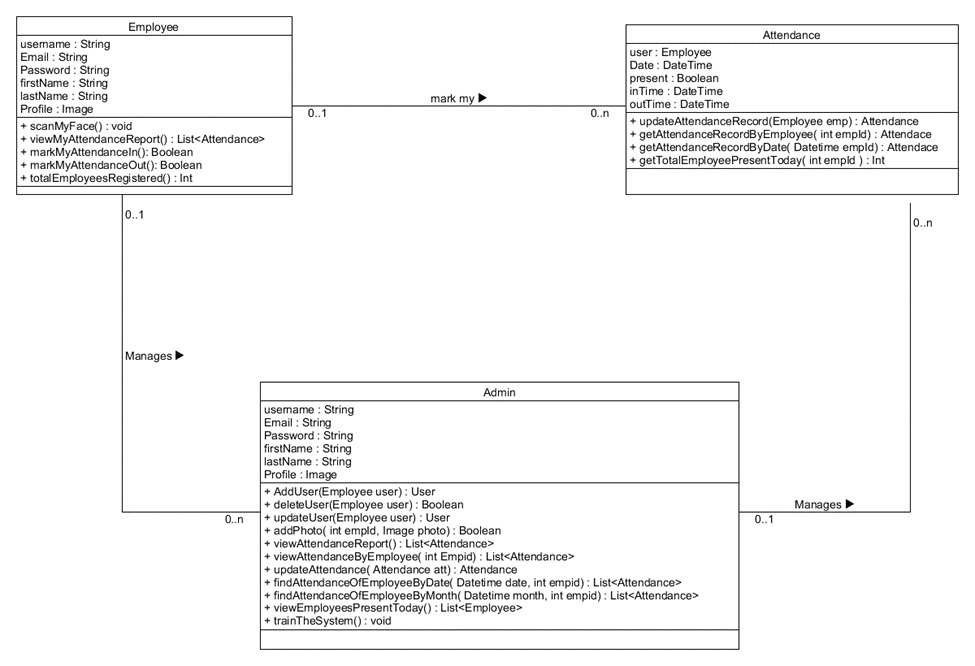 Employee
username : String
Email : String
Password : String
firstName : String
lastName : String
Profile : Image
+ scanMyFace() : void
+ viewMyAttendanceReport() : List<Attendance>
+ markMyAttendanceIn(): Boolean
+ markMyAttendanceOut(): Boolean
+ totalEmployeesRegistered() : Int
mark my ▶
0..1
0..n
Attendance
user : Employee
Date : DateTime
present : Boolean
inTime : DateTime
outTime : DateTime
+ updateAttendanceRecord(Employee emp) : Attendance
+ getAttendanceRecordByEmployee( int empId) : Attendace
+ getAttendanceRecordByDate( Datetime empId) : Attendace
+ getTotalEmployeePresentToday( int empId ) : Int
0..1
0..n
Manages ▶
Admin
username : String
Email : String
Password : String
firstName : String
lastName : String
Profile : Image
+ AddUser(Employee user) : User
+ deleteUser(Employee user) : Boolean
+ updateUser(Employee user) : User
+ addPhoto( int empId, Image photo) : Boolean
+ viewAttendanceReport() : List<Attendance>
+ viewAttendanceByEmployee( int Empid) : List<Attendance>
+ updateAttendance( Attendance att) : Attendance
+ findAttendanceOfEmployeeByDate( Datetime date, int empid) : List<Attendance>
+ findAttendanceOfEmployeeByMonth( Datetime month, int empid) : List<Attendance>
+ viewEmployeesPresentToday() : List<Employee>
+ trainTheSystem() : void
0..n
Manages ▶
0..1